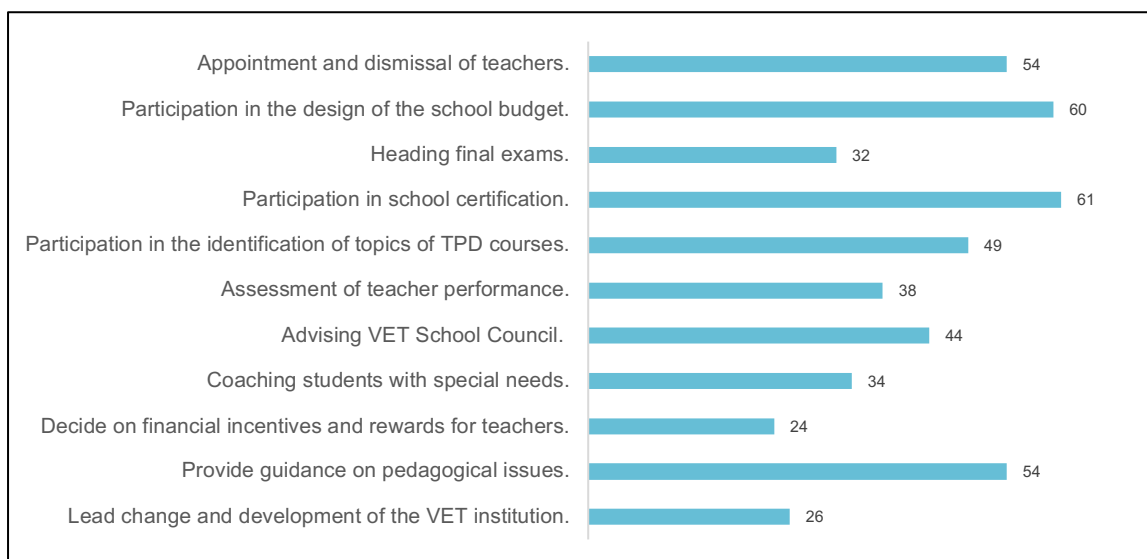 Appointment and dismissal of teachers. 54
Participation in the design of the school budget. 60
Heading final exams. 32
Participation in school certification. 61
Participation in the identification of topics of TPD courses. 49
Assessment of teacher performance. 38
Advising VET School Council. 44
Coaching students with special needs. 34
Decide on financial incentives and rewards for teachers. 24
Provide guidance on pedagogical issues. 54
Lead change and development of the VET institution. 26